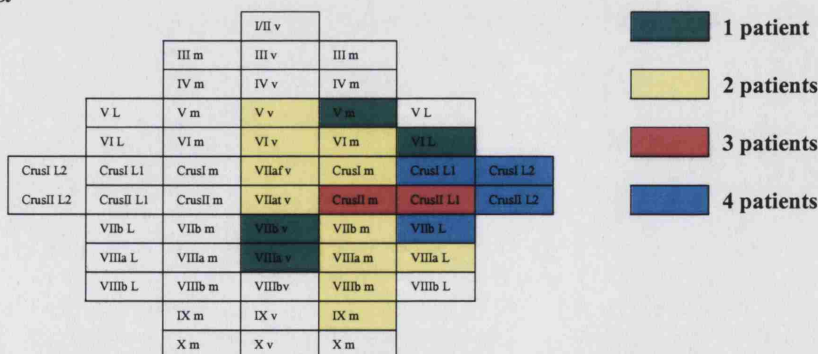 I/II v
III m III v III m
IV m IV v IV m
V L V m V v V m V L
VI L VI m VI v VI m VI L
CrusI L2 CrusI L1 CrusI m VIIaf v CrusI m CrusI L1 CrusI L2
CrusII L2 CrusII L1 CrusII m VIIat v CrusII m CrusII L1 CrusII L2
VIIb L VIIb m VIIb v VIIb m VIIb L
VIIIa L VIIIa m VIIIa v VIIIa m VIIIa L
VIIIb L VIIIb m VIIIbv VIIIb m VIIIb L
IX m IX v IX m
X m X v X m
1 patient
2 patients
3 patients
4 patients